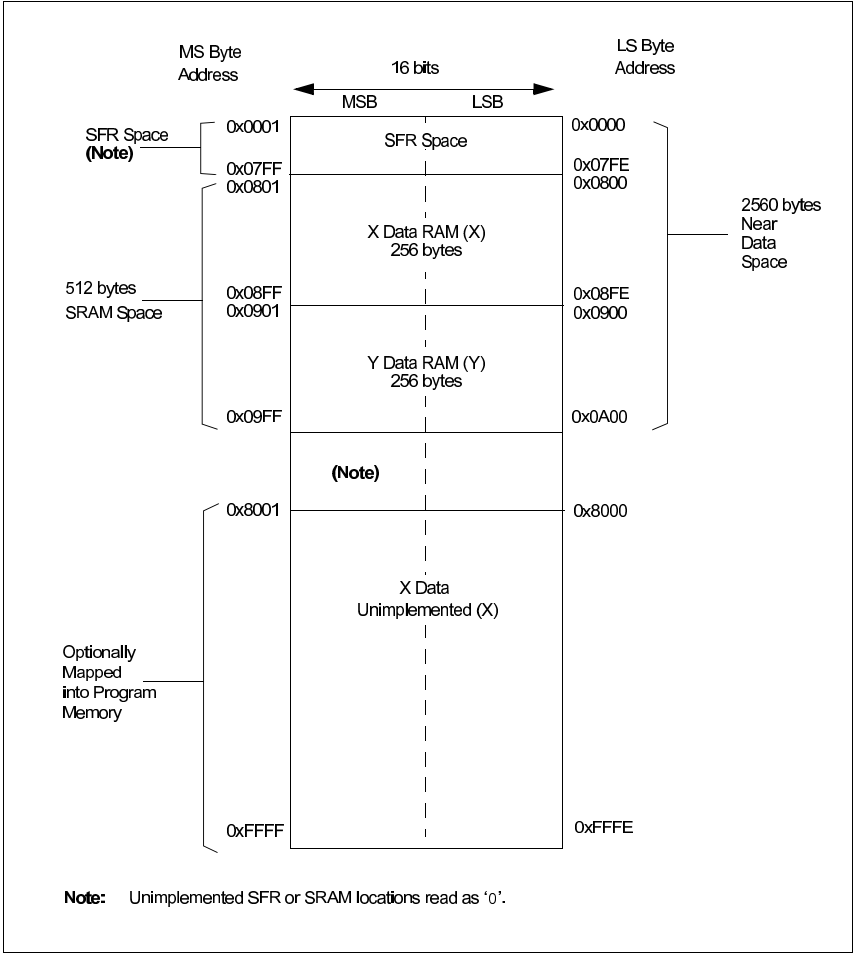 MS Byte
Address
LS Byte
Address
16 bits
MSB
LSB
SFR Space
(Note)
0x0001
SFR Space
0x0000
0x07FF
0x07FE
0x0801
0x0800
2560 bytes
Near
Data
Space
X Data RAM (X)
256 bytes
512 bytes
SRAM Space
0x08FF
0x08FE
0x0901
0x0900
Y Data RAM (Y)
256 bytes
0x09FF
0x0A00
(Note)
0x8001
0x8000
X Data
Unimplemented (X)
Optionally
Mapped
into Program
Memory
0xFFFF
0xFFFE
Note: Unimplemented SFR or SRAM locations read as ‘0’.